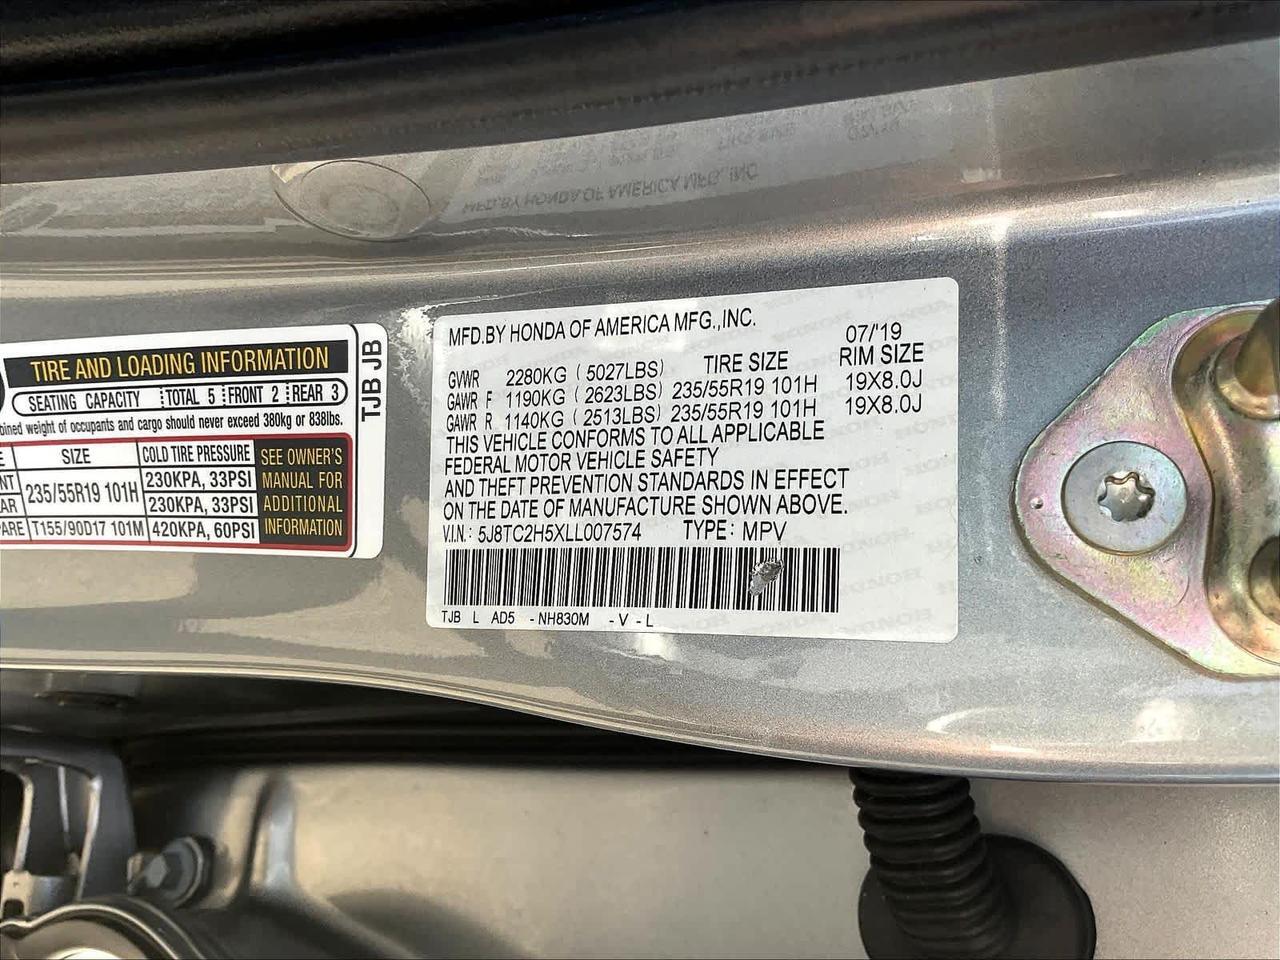 TIRE AND LOADING INFORMATION
SEATING CAPACITY TOTAL 5 FRONT 2 REAR 3
weight of occupants and cargo should never exceed 380kg or 838lbs.
SIZE COLD TIRE PRESSURE
235/55R19 101H 230KPA, 33PSI
230KPA, 33PSI
T155/90D17 101M 420KPA, 60PSI
SEE OWNER'S
MANUAL FOR
ADDITIONAL
INFORMATION
TJB JB
MFD.BY HONDA OF AMERICA MFG.,INC.
07/'19
GVWR 2280KG (5027LBS) TIRE SIZE RIM SIZE
GAWR F 1190KG (2623LBS) 235/55R19 101H 19X8.0J
GAWR R 1140KG (2513LBS) 235/55R19 101H 19X8.0J
THIS VEHICLE CONFORMS TO ALL APPLICABLE
FEDERAL MOTOR VEHICLE SAFETY
AND THEFT PREVENTION STANDARDS IN EFFECT
ON THE DATE OF MANUFACTURE SHOWN ABOVE.
V.I.N.: 5J8TC2H5XLL007574 TYPE: MPV
TJB L AD5 -NH830M -V -L